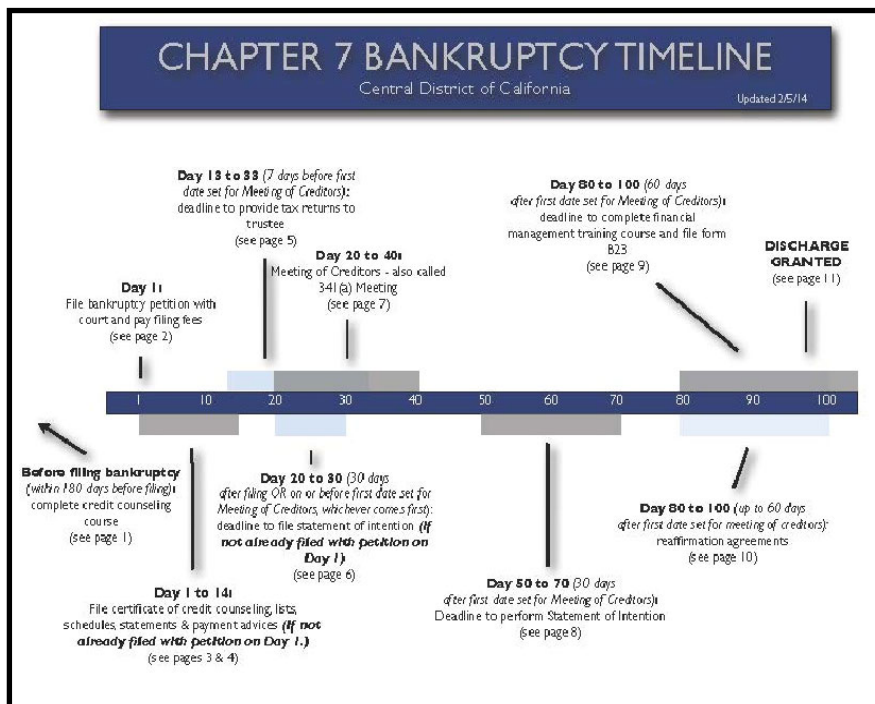 CHAPTER 7 BANKRUPTCY TIMELINE
Central District of California
Updated 2/5/14
Day 13 to 33 (7 days before first
date set for Meeting of Creditors):
deadline to provide tax returns to
trustee
(see page 5)
Day 20 to 40:
Meeting of Creditors - also called
341(a) Meeting
(see page 7)
Day 1:
File bankruptcy petition with
court and pay filing fees
(see page 2)
Day 80 to 100 (60 days
after first date set for Meeting of Creditors):
deadline to complete financial
management training course and file form
B23
(see page 9)
DISCHARGE
GRANTED
(see page 11)
1 10 20 30 40 50 60 70 80 90 100
Before filing bankruptcy
(within 180 days before filing):
complete credit counseling
course
(see page 1)
Day 1 to 14:
File certificate of credit counseling, lists,
schedules, statements & payment advices (If not
already filed with petition on Day 1.)
(see pages 3 & 4)
Day 20 to 30 (30 days
after filing OR on or before first date set for
Meeting of Creditors, whichever comes first):
deadline to file statement of intention (If
not already filed with petition on
Day 1)
(see page 6)
Day 50 to 70 (30 days
after first date set for Meeting of Creditors):
Deadline to perform Statement of Intention
(see page 8)
Day 80 to 100 (up to 60 days
after first date set for meeting of creditors):
reaffirmation agreements
(see page 10)